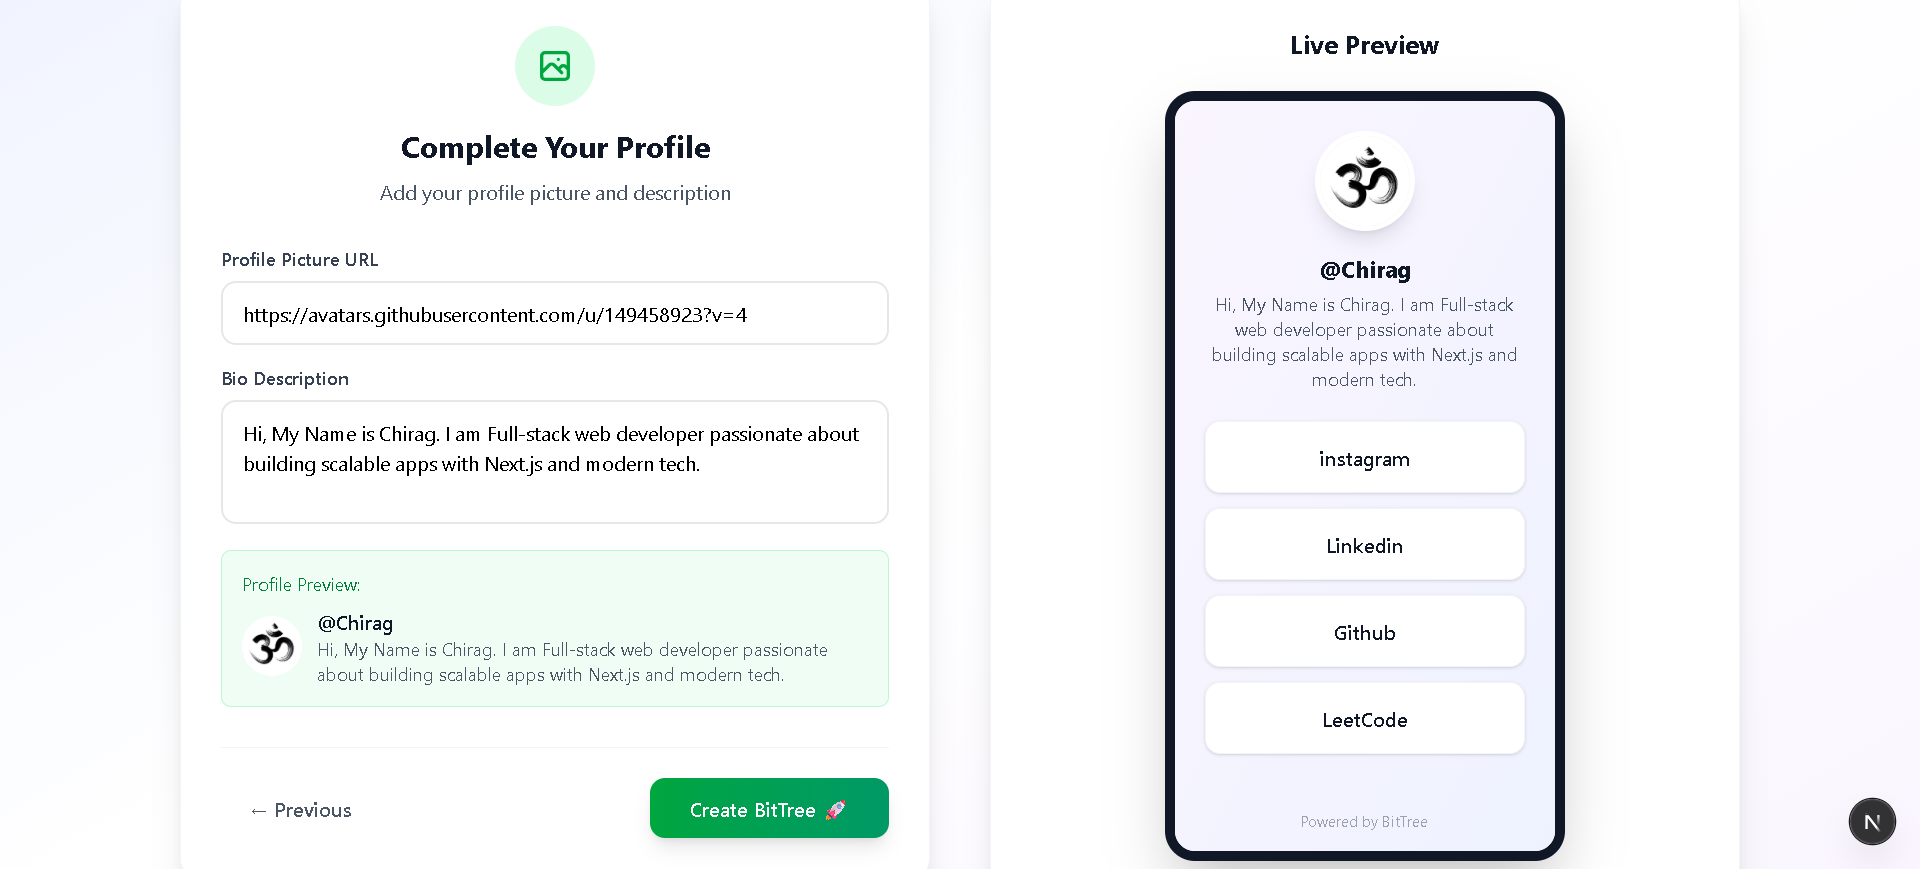 Complete Your Profile
Add your profile picture and description
Profile Picture URL
https://avatars.githubusercontent.com/u/149458923?v=4
Bio Description
Hi, My Name is Chirag. I am Full-stack web developer passionate about
building scalable apps with Next.js and modern tech.
Profile Preview:
ॐ
@Chirag
Hi, My Name is Chirag. I am Full-stack web developer passionate
about building scalable apps with Next.js and modern tech.
← Previous
Create BitTree 🚀
Live Preview
ॐ
@Chirag
Hi, My Name is Chirag. I am Full-stack
web developer passionate about
building scalable apps with Next.js and
modern tech.
instagram
Linkedin
Github
LeetCode
Powered by BitTree
N